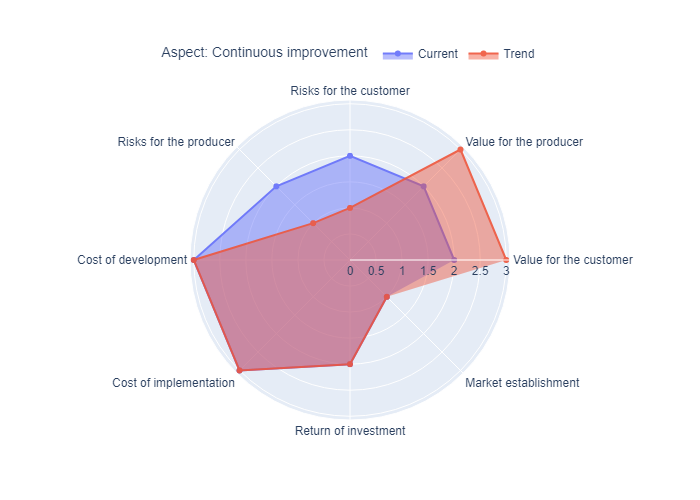 Aspect: Continuous improvement Current Trend
Risks for the customer
Risks for the producer Value for the producer
Cost of development Value for the customer
0 0.5 1 1.5 2 2.5 3
Cost of implementation Market establishment
Return of investment